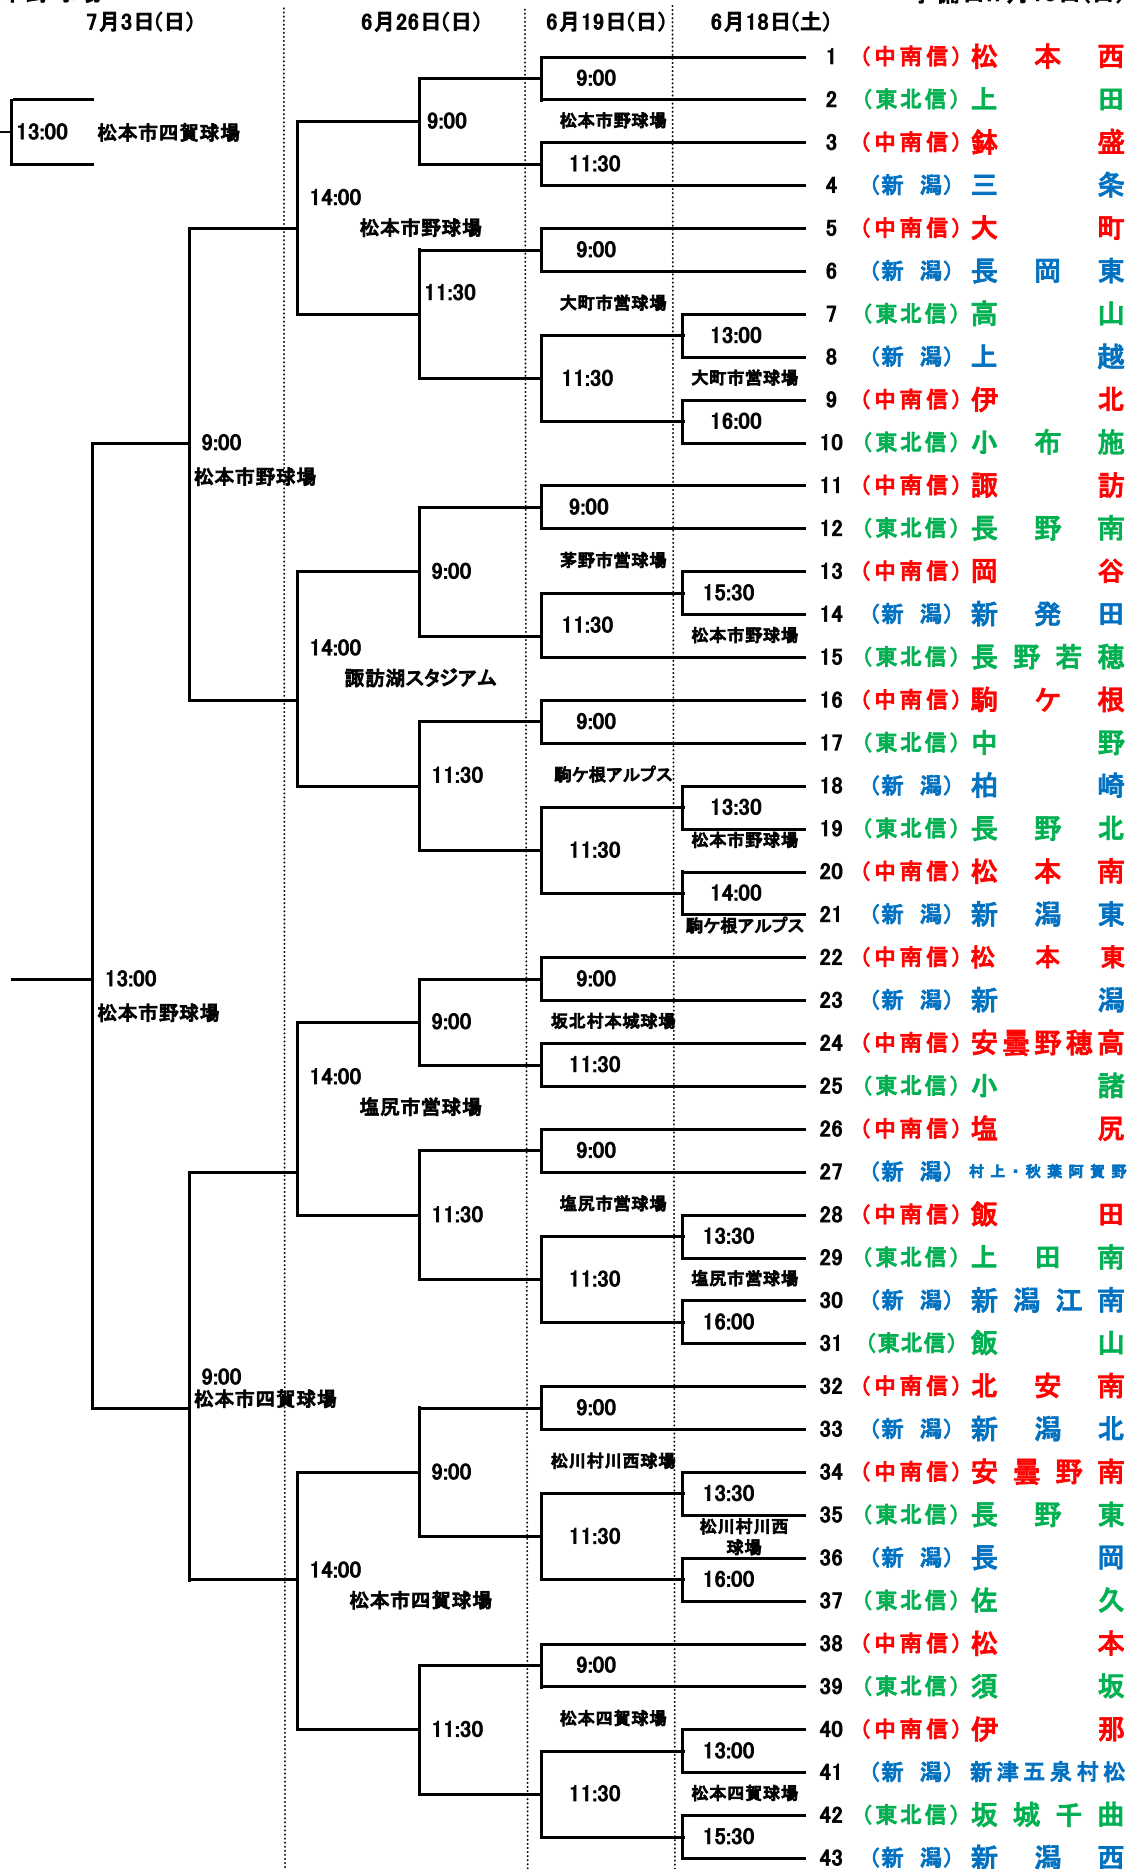 7月3日(日) 6月26日(日) 6月19日(日) 6月18日(土)
1 (中南信) 松本西
9:00
2 (東北信) 上田
13:00 松本市四賀球場
9:00 松本市野球場
3 (中南信) 鉢盛
11:30
4 (新潟) 三条
14:00
松本市野球場
5 (中南信) 大町
9:00
6 (新潟) 長岡東
11:30
大町市営球場
7 (東北信) 高山
13:00
8 (新潟) 上越
11:30 大町市営球場
9 (中南信) 伊北
16:00
10 (東北信) 小布施
9:00
松本市野球場
11 (中南信) 諏訪
9:00
12 (東北信) 長野南
茅野市営球場
9:00
13 (中南信) 岡谷
15:30
14 (新潟) 新発田
11:30
松本市野球場
14:00
15 (東北信) 長野若穂
諏訪湖スタジアム
16 (中南信) 駒ケ根
9:00
17 (東北信) 中野
11:30 駒ケ根アルプス
18 (新潟) 柏崎
13:30
19 (東北信) 長野北
松本市野球場
11:30
20 (中南信) 松本南
14:00
21 (新潟) 新潟東
駒ケ根アルプス
22 (中南信) 松本東
13:00 9:00
23 (新潟) 新潟
松本市野球場
9:00 坂北村本城球場
24 (中南信) 安曇野穂高
11:30
14:00
25 (東北信) 小諸
塩尻市営球場
26 (中南信) 塩尻
9:00
27 (新潟) 村上・秋葉阿賀野
塩尻市営球場
11:30
28 (中南信) 飯田
13:30
29 (東北信) 上田南
11:30 塩尻市営球場
30 (新潟) 新潟江南
16:00
31 (東北信) 飯山
9:00
松本市四賀球場
32 (中南信) 北安南
9:00
33 (新潟) 新潟北
松川村川西球場
9:00
34 (中南信) 安曇野南
13:30
35 (東北信) 長野東
松川村川西
11:30
球場
36 (新潟) 長岡
14:00 16:00
松本市四賀球場
37 (東北信) 佐久
38 (中南信) 松本
9:00
39 (東北信) 須坂
松本四賀球場
11:30
40 (中南信) 伊那
13:00
41 (新潟) 新津五泉村松
11:30 松本四賀球場
42 (東北信) 坂城千曲
15:30
43 (新潟) 新潟西